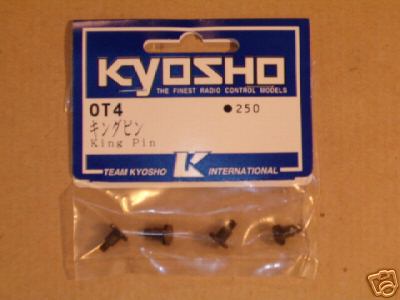 KYOSHO
THE FINEST RADIO CONTROL MODELS
OT4
●250
キングピン
King Pin
TEAM KYOSHO K INTERNATIONAL